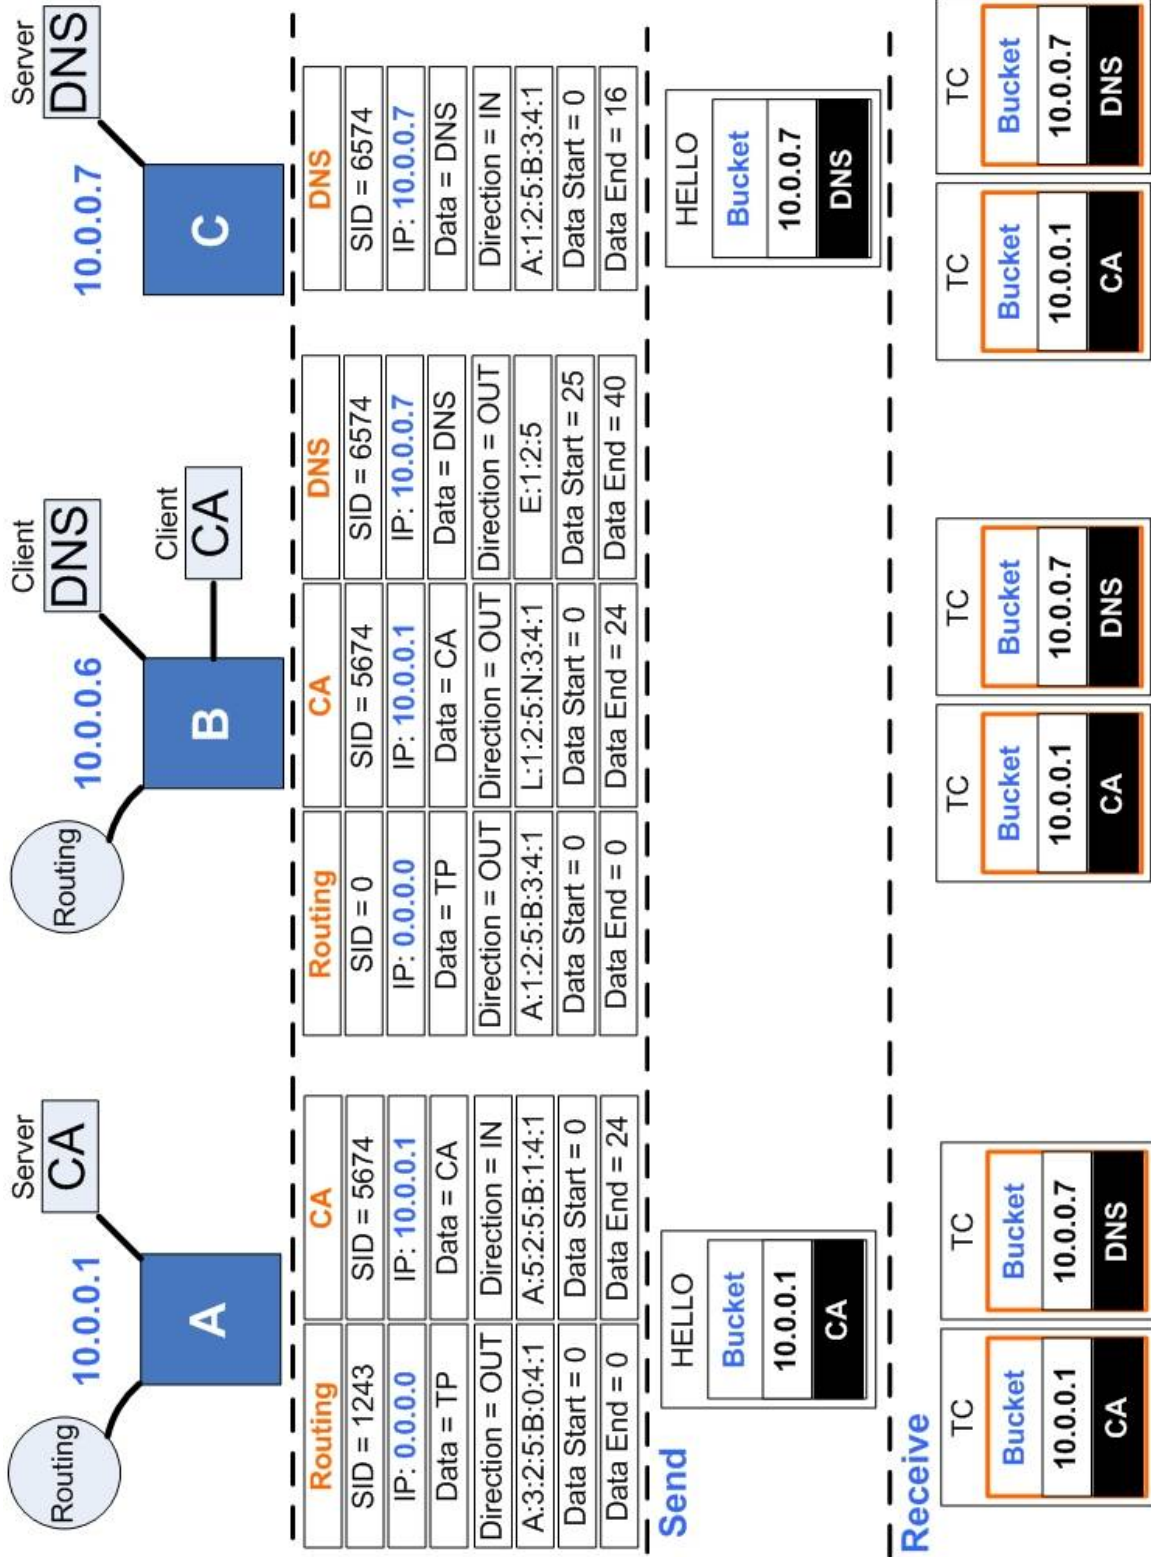 Routing
10.0.0.1
A
Server
CA
Routing
10.0.0.6
B
Client
DNS
Client
CA
10.0.0.7
C
Server
DNS
Routing
SID = 1243
IP: 0.0.0.0
Data = TP
Direction = OUT
A:3:2:5:B:0:4:1
Data Start = 0
Data End = 0
CA
SID = 5674
IP: 10.0.0.1
Data = CA
Direction = IN
A:5:2:5:B:1:4:1
Data Start = 0
Data End = 24
Routing
SID = 0
IP: 0.0.0.0
Data = TP
Direction = OUT
A:1:2:5:B:3:4:1
Data Start = 0
Data End = 0
CA
SID = 5674
IP: 10.0.0.1
Data = CA
Direction = OUT
L:1:2:5:N:3:4:1
Data Start = 0
Data End = 24
DNS
SID = 6574
IP: 10.0.0.7
Data = DNS
Direction = OUT
E:1:2:5
Data Start = 25
Data End = 40
DNS
SID = 6574
IP: 10.0.0.7
Data = DNS
Direction = IN
A:1:2:5:B:3:4:1
Data Start = 0
Data End = 16
Send
HELLO
Bucket
10.0.0.1
CA
HELLO
Bucket
10.0.0.7
DNS
Receive
TC
Bucket
10.0.0.1
CA
TC
Bucket
10.0.0.7
DNS
TC
Bucket
10.0.0.1
CA
TC
Bucket
10.0.0.7
DNS
TC
Bucket
10.0.0.1
CA
TC
Bucket
10.0.0.7
DNS